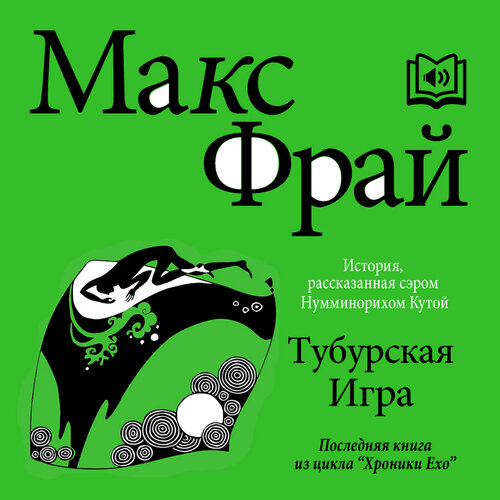 Макс
Фрай
История,
рассказанная сэром
Нумминорихом Кутой
Тубурская
Игра
Последняя книга
из цикла “Хроники Ехо”